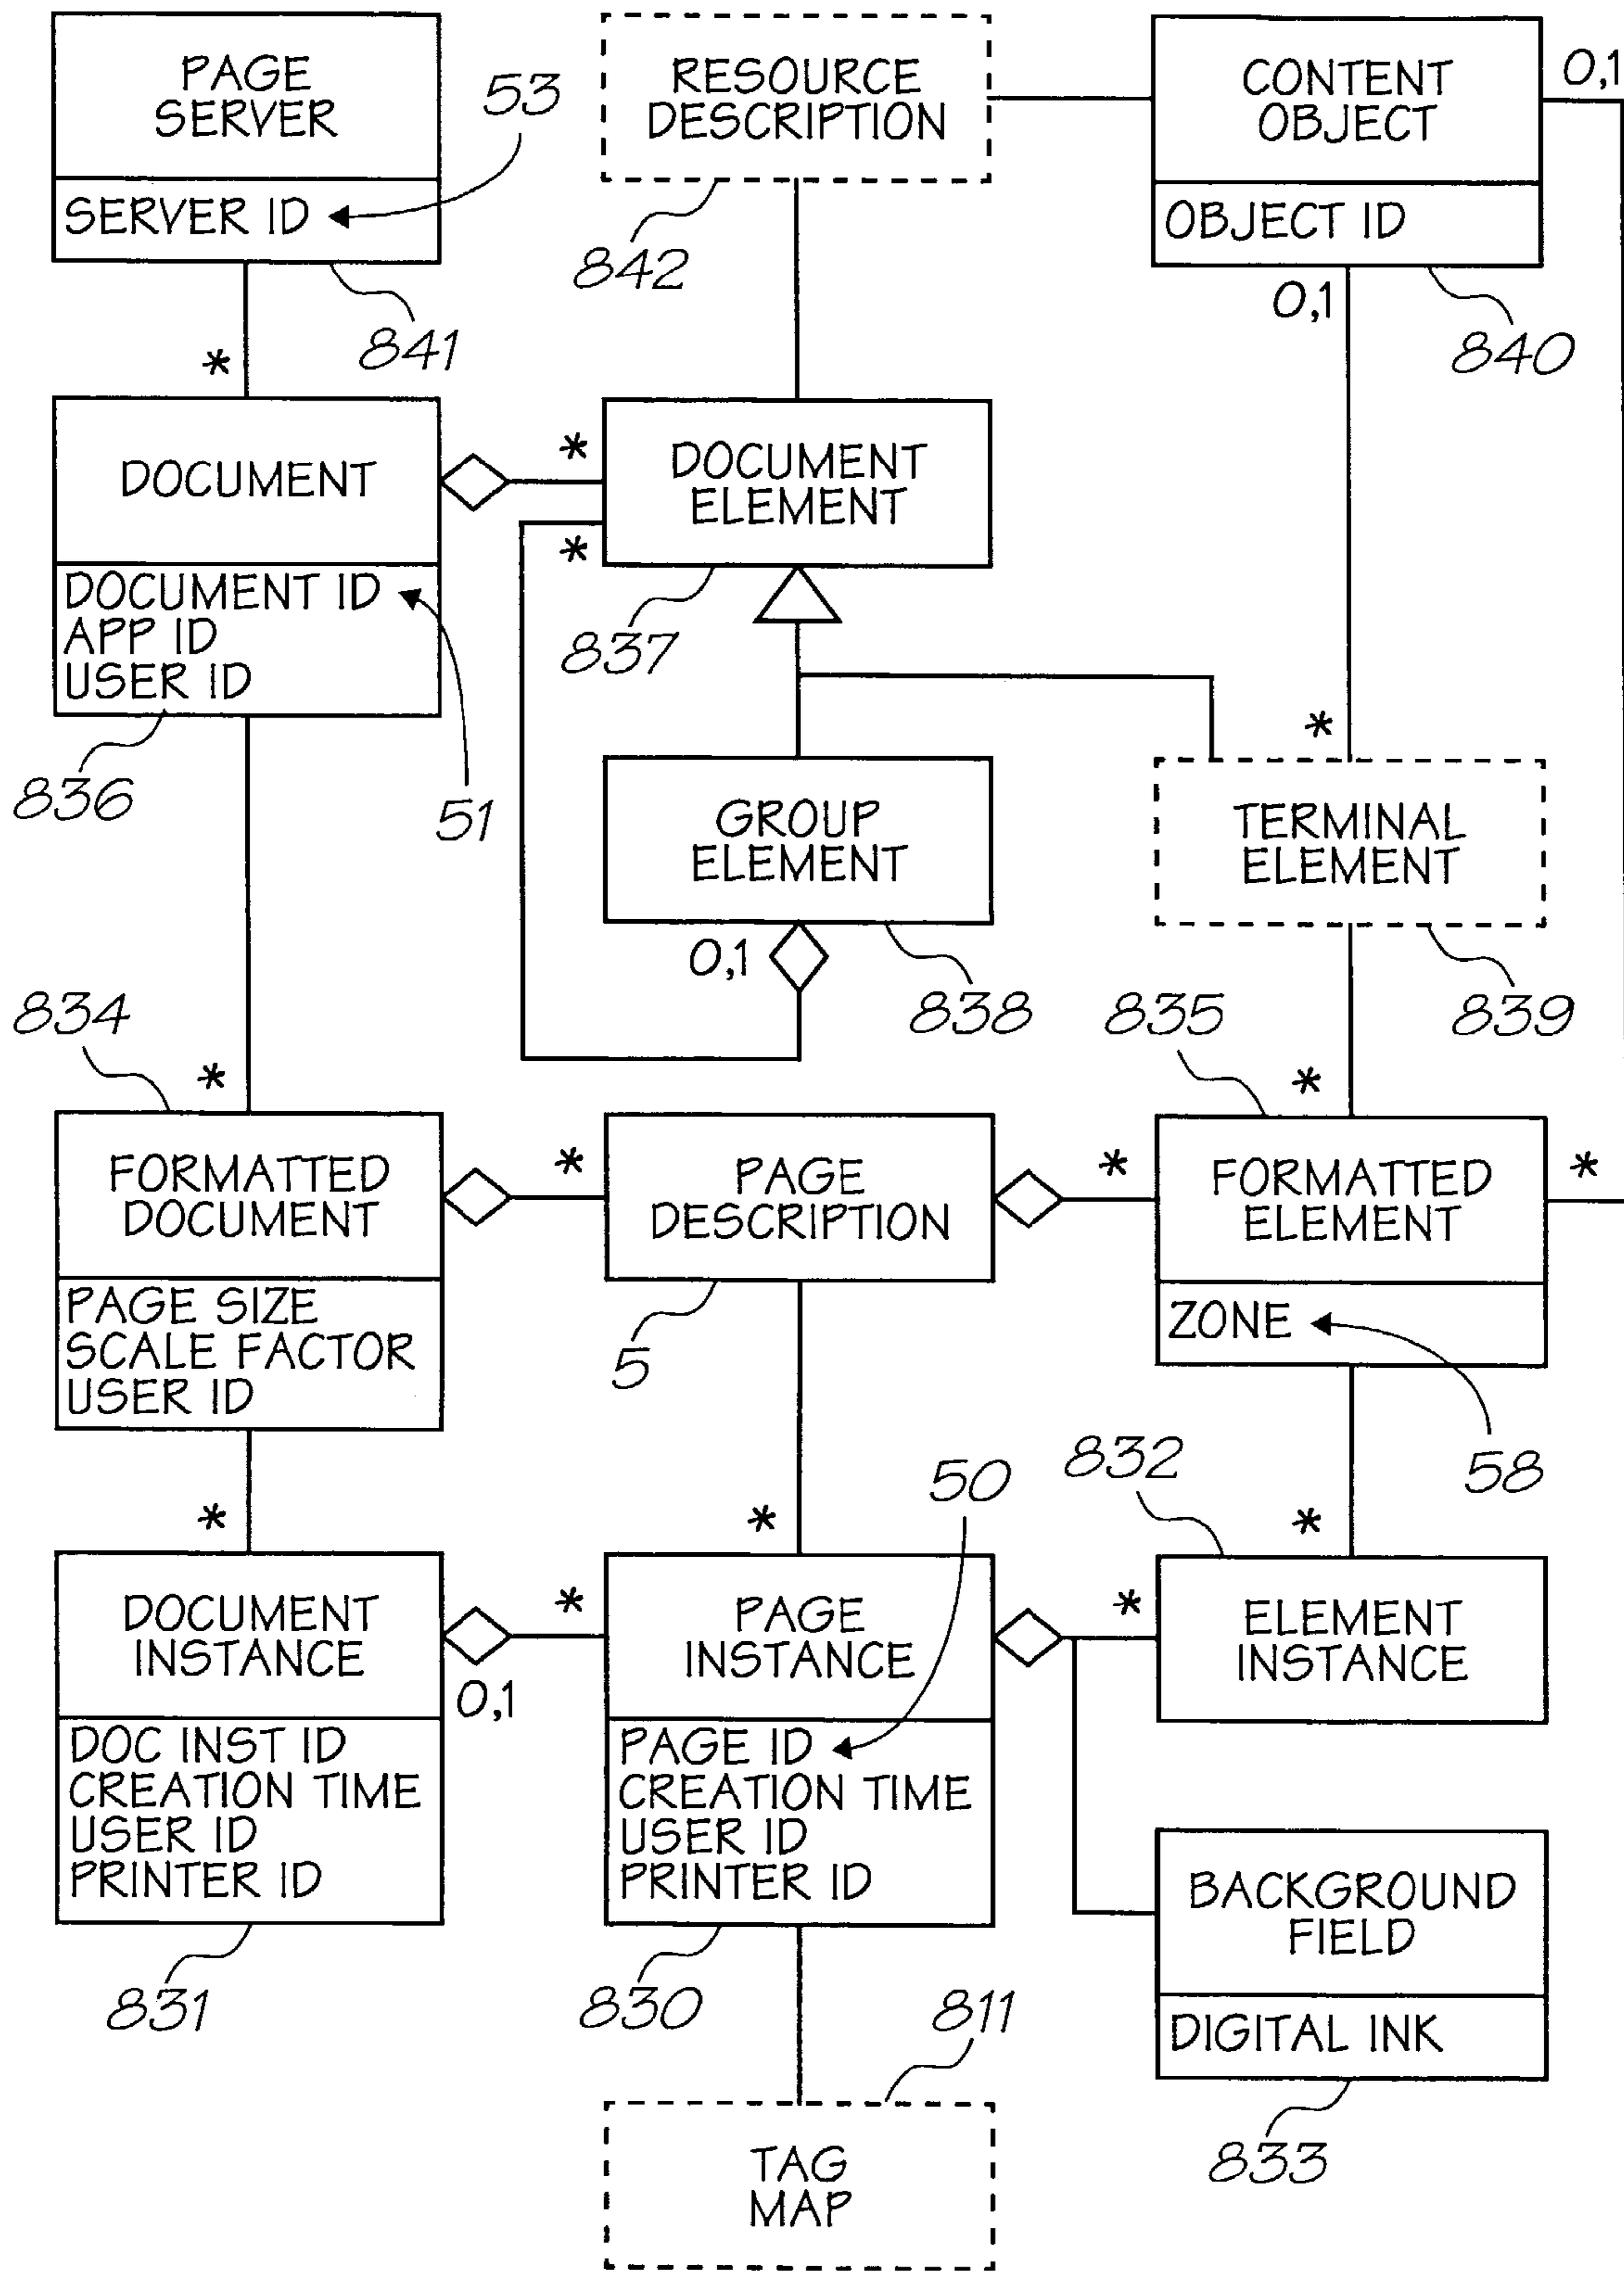 PAGE
SERVER
53
SERVER ID
841
*
RESOURCE
DESCRIPTION
842
CONTENT
OBJECT
0,1
OBJECT ID
0,1
840
DOCUMENT
*
DOCUMENT
ELEMENT
*
DOCUMENT ID
APP ID
USER ID
837
836
51
*
GROUP
ELEMENT
TERMINAL
ELEMENT
0,1
838
839
834
835
*
*
FORMATTED
DOCUMENT
*
PAGE
DESCRIPTION
*
FORMATTED
ELEMENT
*
PAGE SIZE
SCALE FACTOR
USER ID
5
ZONE
58
50
832
*
*
*
DOCUMENT
INSTANCE
*
0,1
PAGE
INSTANCE
*
ELEMENT
INSTANCE
DOC INST ID
CREATION TIME
USER ID
PRINTER ID
PAGE ID
CREATION TIME
USER ID
PRINTER ID
BACKGROUND
FIELD
831
830
811
DIGITAL INK
833
TAG
MAP